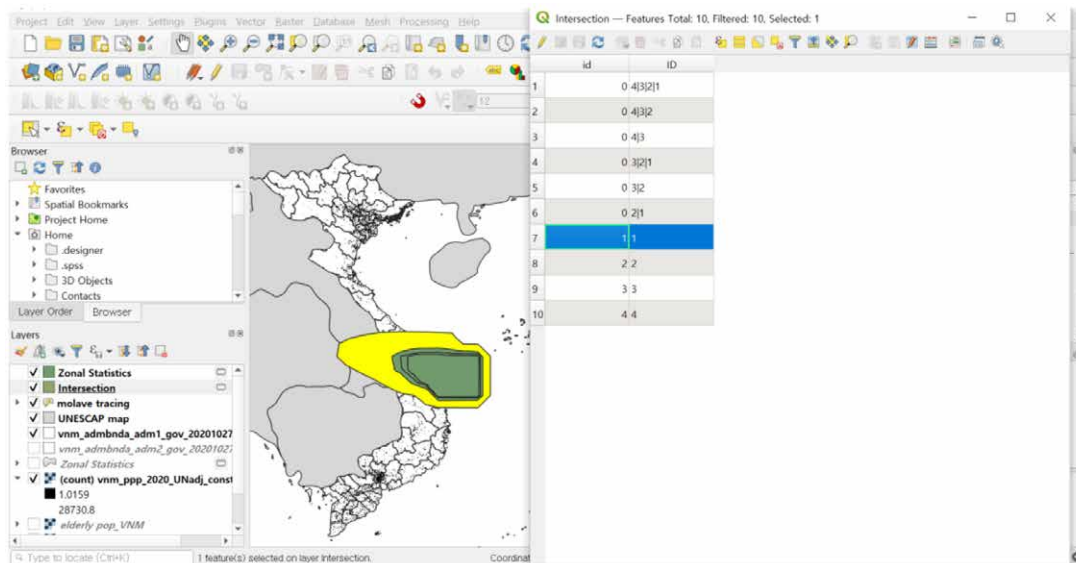 Project Edit View Layer Settings Plugins Vector Raster Database Mesh Processing Help
12
Browser
Favorites
Spatial Bookmarks
Project Home
Home
.designer
.spss
3D Objects
Contacts
Layer Order Browser
Layers
Zonal Statistics
Intersection
molave tracing
UNESCAP map
vnm_admbnda_adm1_gov_20201027
vnm_admbnda_adm2_gov_20201027
Zonal Statistics
(count) vnm_ppp_2020_UNadj_const
1.0159
28730.8
elderly pop_VNM
Type to locate (Ctrl+K) 1 feature(s) selected on layer Intersection. Coordinat
Intersection — Features Total: 10, Filtered: 10, Selected: 1
id ID
1 0 4|3|2|1
2 0 4|3|2
3 0 4|3
4 0 3|2|1
5 0 3|2
6 0 2|1
7 1 1
8 2 2
9 3 3
10 4 4